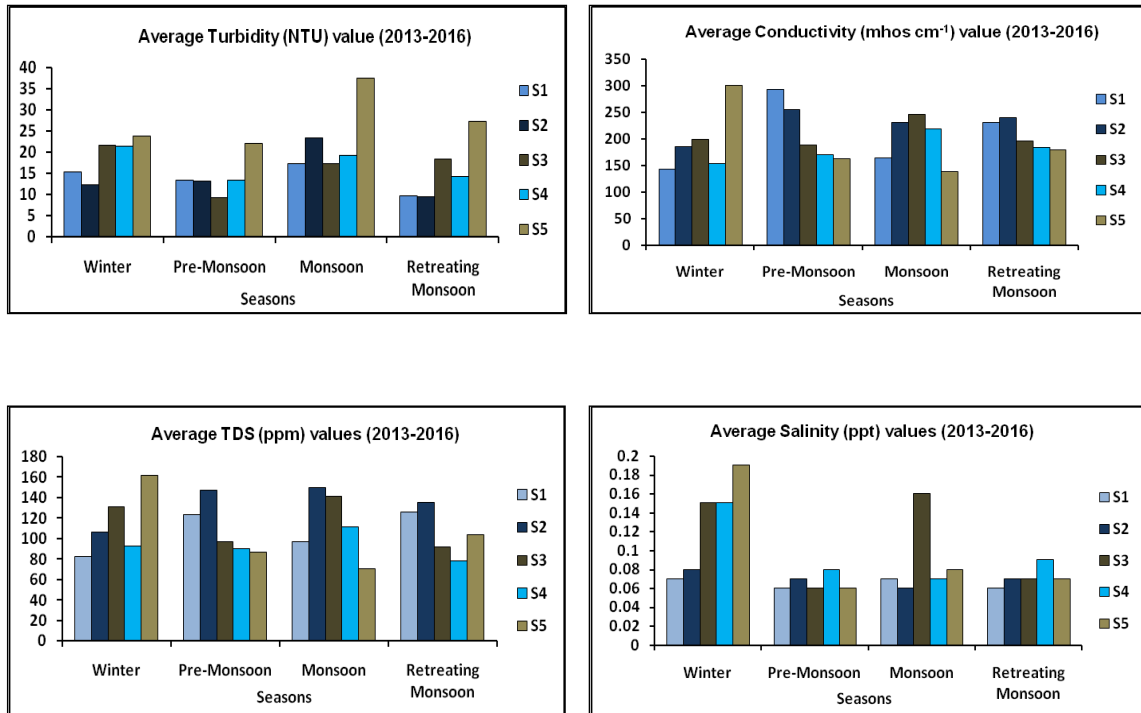 Average Turbidity (NTU) value (2013-2016)
40
35
30
25
20
15
10
5
0
Winter
Pre-Monsoon
Monsoon
Retreating
Monsoon
Seasons
S1
S2
S3
S4
S5
Average Conductivity (mhos cm⁻¹) value (2013-2016)
350
300
250
200
150
100
50
0
Winter
Pre-Monsoon
Monsoon
Retreating
Monsoon
Seasons
S1
S2
S3
S4
S5
Average TDS (ppm) values (2013-2016)
180
160
140
120
100
80
60
40
20
0
Winter
Pre-Monsoon
Monsoon
Retreating
Monsoon
Seasons
S1
S2
S3
S4
S5
Average Salinity (ppt) values (2013-2016)
0.2
0.18
0.16
0.14
0.12
0.1
0.08
0.06
0.04
0.02
0
Winter
Pre-Monsoon
Monsoon
Retreating
Monsoon
Seasons
S1
S2
S3
S4
S5